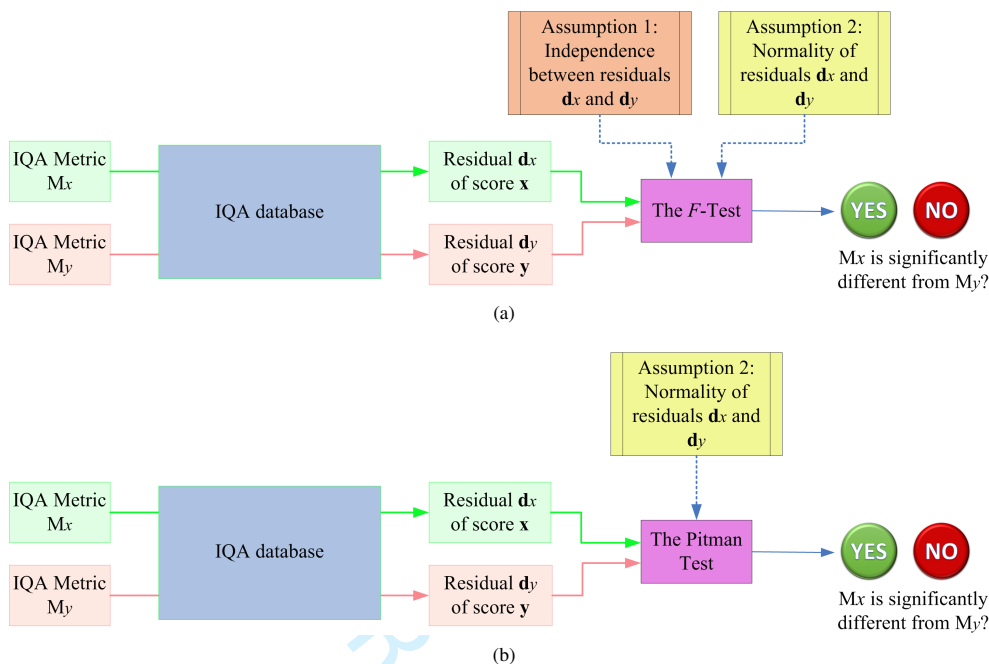 Assumption 1:
Independence
between residuals
dx and dy
Assumption 2:
Normality of
residuals dx and
dy
IQA Metric
Mx
IQA database
Residual dx
of score x
The F-Test
YES
NO
IQA Metric
My
Residual dy
of score y
Mx is significantly
different from My?
(a)
Assumption 2:
Normality of
residuals dx and
dy
IQA Metric
Mx
IQA database
Residual dx
of score x
The Pitman
Test
YES
NO
IQA Metric
My
Residual dy
of score y
Mx is significantly
different from My?
(b)